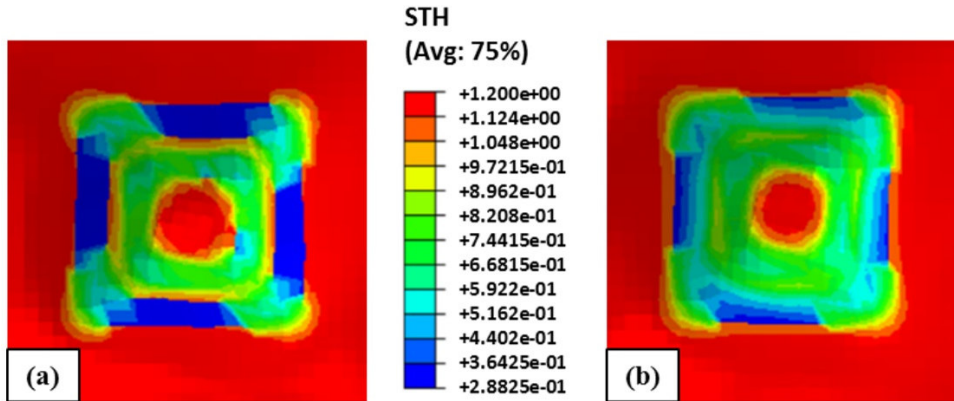 STH
(Avg: 75%)
+1.200e+00
+1.124e+00
+1.048e+00
+9.7215e-01
+8.962e-01
+8.208e-01
+7.4415e-01
+6.6815e-01
+5.922e-01
+5.162e-01
+4.402e-01
+3.6425e-01
+2.8825e-01
(a)
(b)